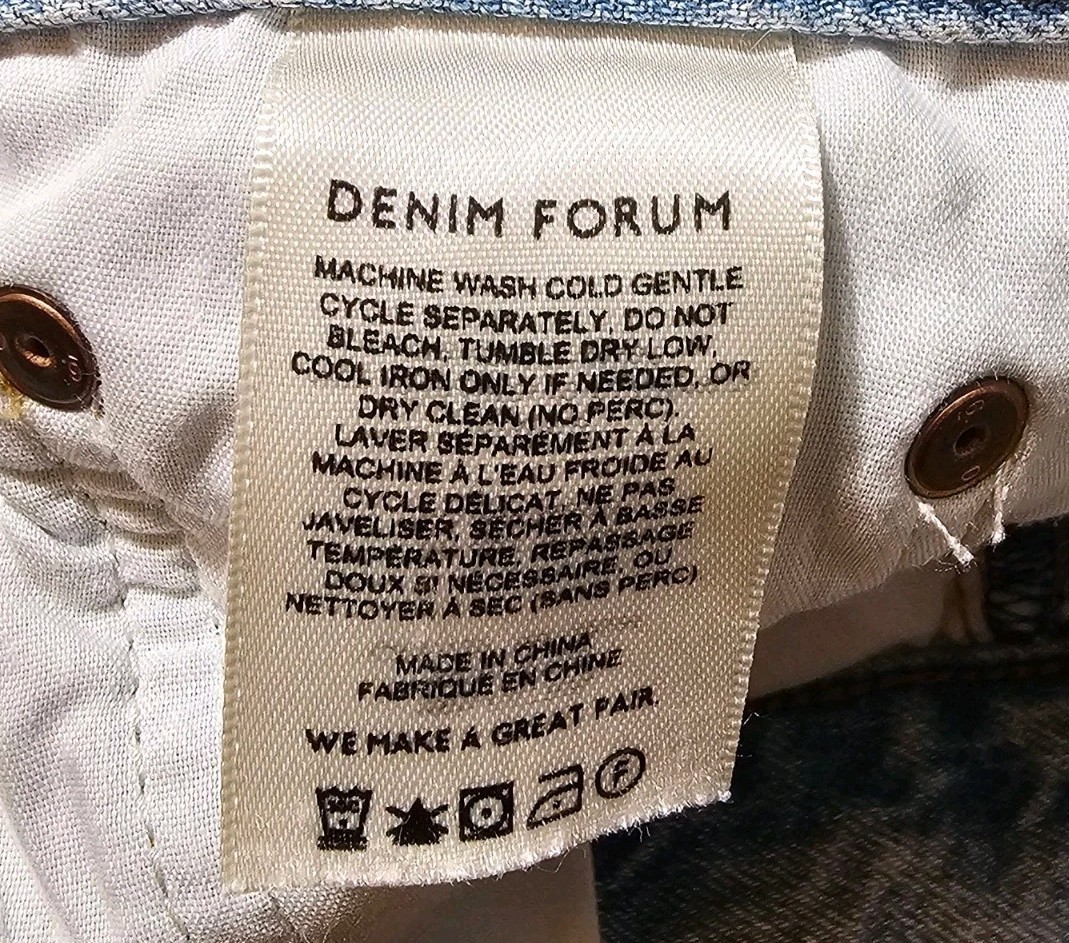 DENIM FORUM
MACHINE WASH COLD GENTLE
CYCLE SEPARATELY, DO NOT
BLEACH, TUMBLE DRY LOW,
COOL IRON ONLY IF NEEDED, OR
DRY CLEAN (NO PERC).
LAVER SÉPARÉMENT À LA
MACHINE À L'EAU FROIDE AU
CYCLE DÉLICAT, NE PAS
JAVELISER, SÉCHER À BASSE
TEMPÉRATURE, REPASSAGE
DOUX SI NÉCESSAIRE, OU
NETTOYER À SEC (SANS PERC)
MADE IN CHINA
FABRIQUÉ EN CHINE
WE MAKE A GREAT PAIR.
F